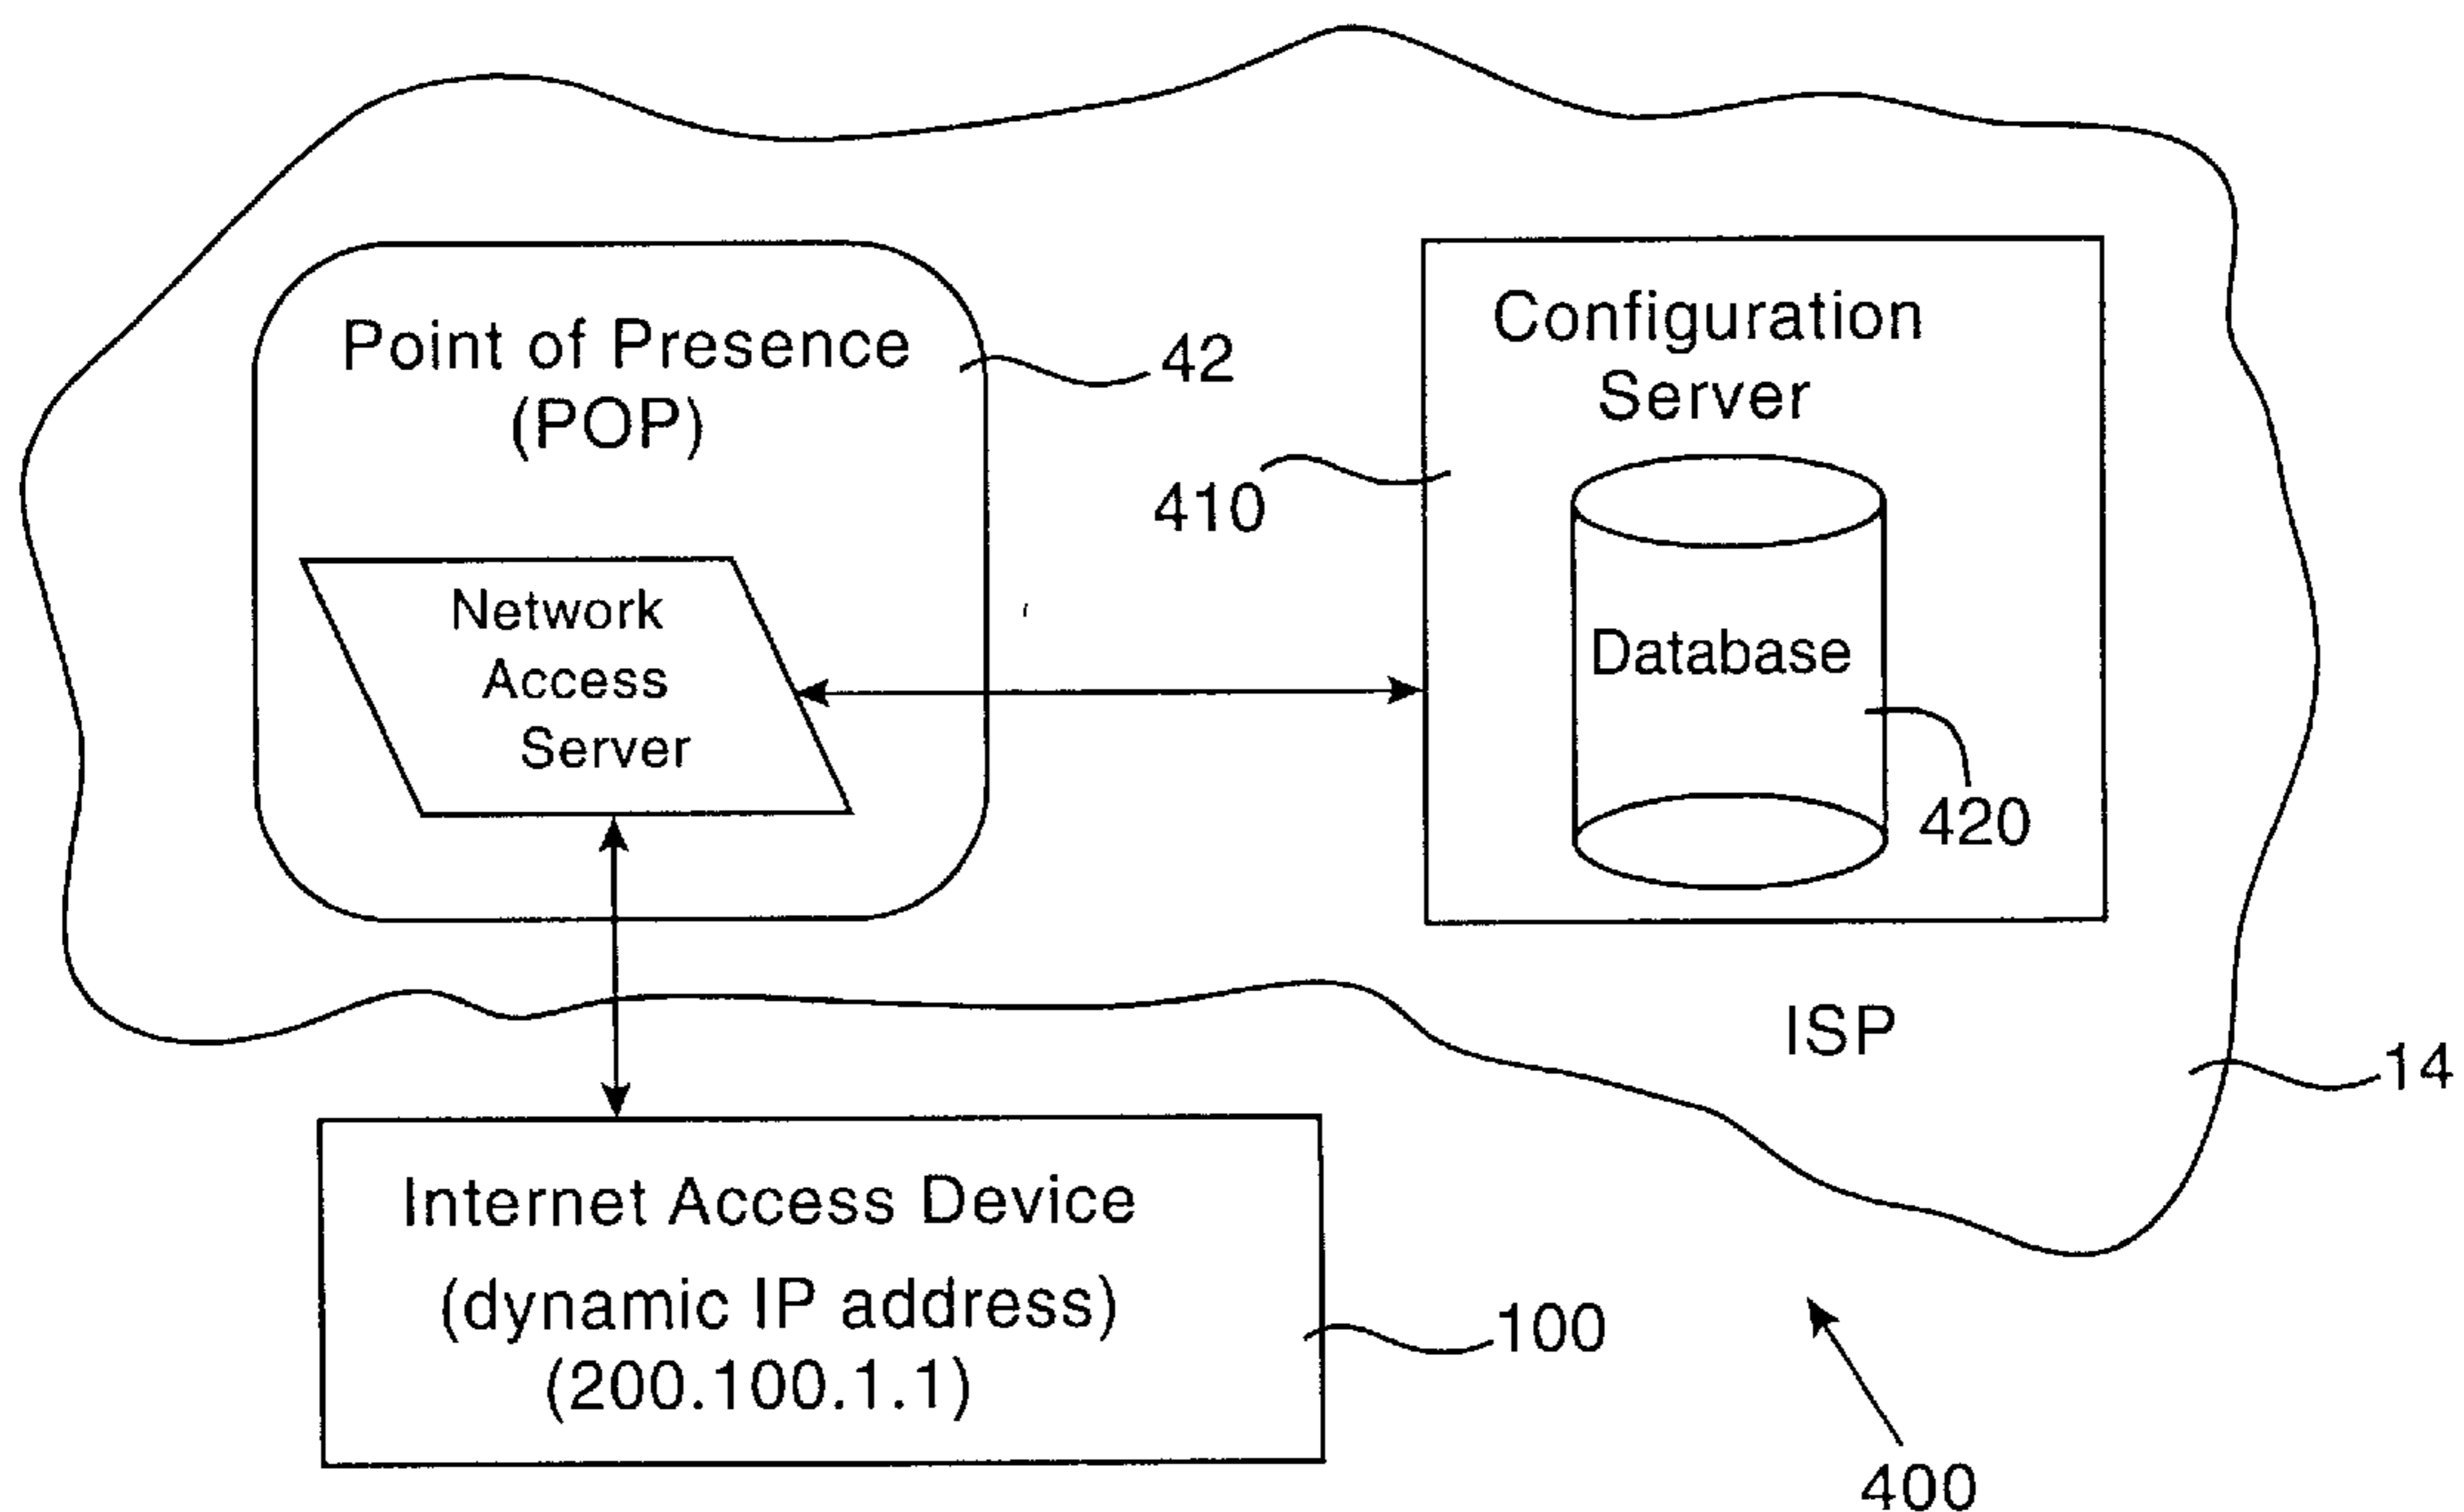 Point of Presence
(POP)
42
Network
Access
Server
Configuration
Server
410
Database
420
ISP
14
Internet Access Device
(dynamic IP address)
(200.100.1.1)
100
400